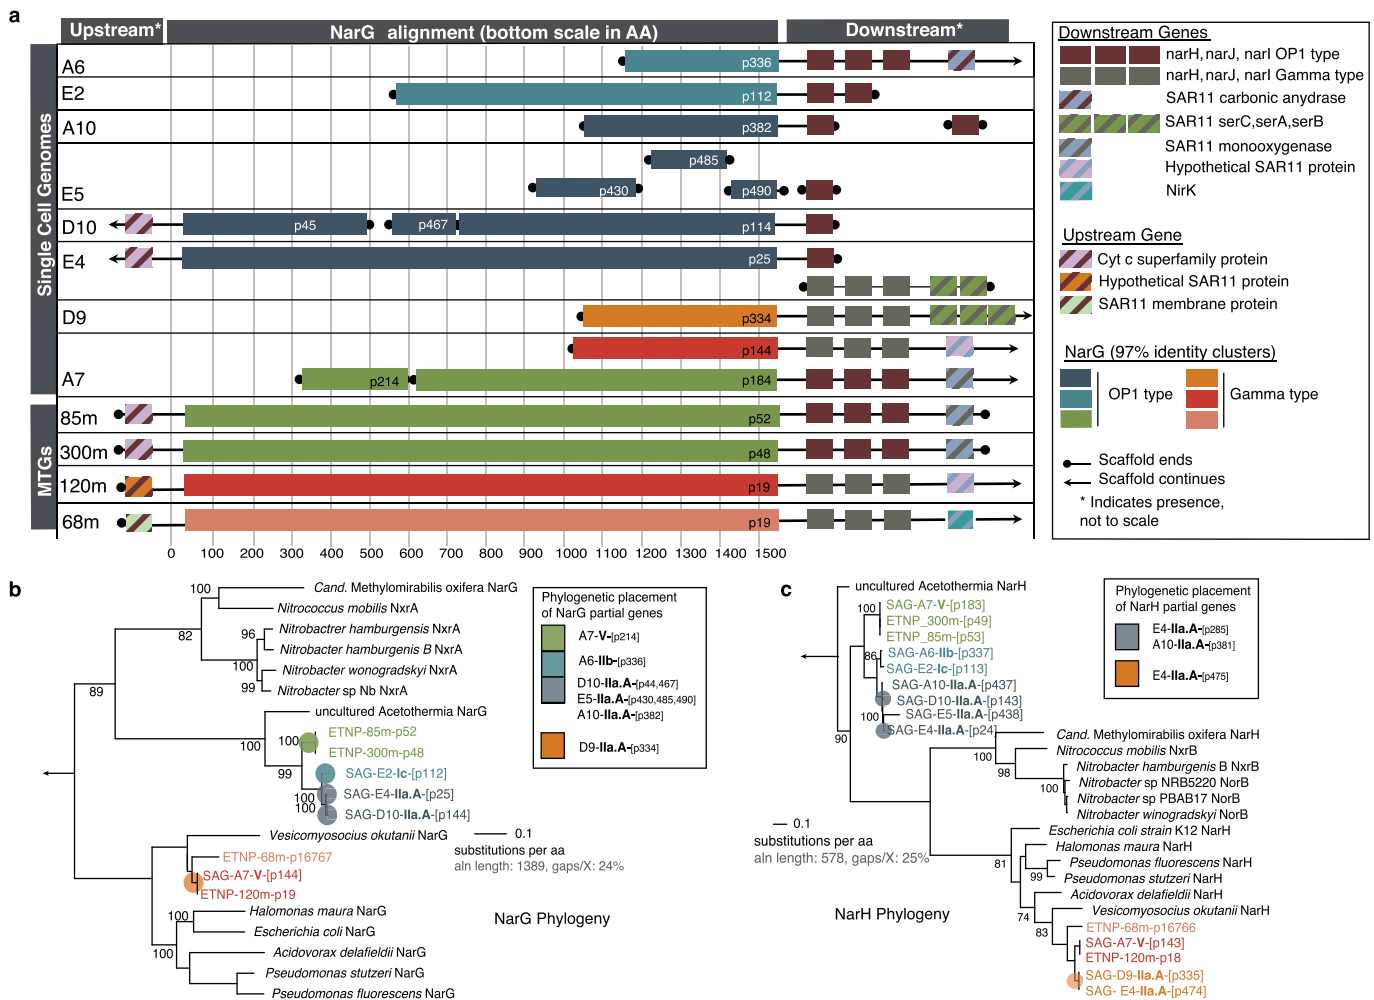 a
Upstream*
NarG alignment (bottom scale in AA)
Downstream*
Single Cell Genomes
MTGs
A6
p336
E2
p112
A10
p382
p485
E5
p430
p490
D10
p45
p467
p114
E4
p25
D9
p334
p144
A7
p214
p184
85m
p52
300m
p48
120m
p19
68m
p19
0 100 200 300 400 500 600 700 800 900 1000 1100 1200 1300 1400 1500
Downstream Genes
narH,narJ, narI OP1 type
narH,narJ, narI Gamma type
SAR11 carbonic anydrase
SAR11 serC,serA,serB
SAR11 monooxygenase
Hypothetical SAR11 protein
NirK
Upstream Gene
Cyt c superfamily protein
Hypothetical SAR11 protein
SAR11 membrane protein
NarG (97% identity clusters)
OP1 type
Gamma type
Scaffold ends
Scaffold continues
* Indicates presence,
not to scale
b
Cand. Methylomirabilis oxifera NarG
Nitrococcus mobilis NxrA
Nitrobactrer hamburgensis NxrA
Nitrobacter hamburgenis B NxrA
Nitrobacter wonogradskyi NxrA
Nitrobacter sp Nb NxrA
100
82
96
100
99
89
uncultured Acetothermia NarG
ETNP-85m-p52
ETNP-300m-p48
SAG-E2-Ic-[p112]
SAG-E4-IIa.A-[p25]
SAG-D10-IIa.A-[p144]
100
100
99
100
100
Vesicomyosocius okutanii NarG
ETNP-68m-p16767
SAG-A7-V-[p144]
ETNP-120m-p19
Halomonas maura NarG
Escherichia coli NarG
Acidovorax delafieldii NarG
Pseudomonas stutzeri NarG
Pseudomonas fluorescens NarG
100
100
Phylogenetic placement
of NarG partial genes
A7-V-[p214]
A6-IIb-[p336]
D10-IIa.A-[p44,467]
E5-IIa.A-[p430,485,490]
A10-IIa.A-[p382]
D9-IIa.A-[p334]
0.1
substitutions per aa
aln length: 1389, gaps/X: 24%
NarG Phylogeny
c
uncultured Acetothermia NarH
SAG-A7-V-[p183]
ETNP_300m-[p49]
ETNP_85m-[p53]
SAG-A6-IIb-[p337]
SAG-E2-Ic-[p113]
SAG-A10-IIa.A-[p437]
SAG-D10-IIa.A-[p143]
SAG-E5-IIa.A-[p438]
SAG-E4-IIa.A-[p24]
100
86
100
90
Phylogenetic placement
of NarH partial genes
E4-IIa.A-[p285]
A10-IIa.A-[p381]
E4-IIa.A-[p475]
Cand. Methylomirabilis oxifera NarH
Nitrococcus mobilis NxrB
Nitrobacter hamburgenis B NxrB
Nitrobacter sp NRB5220 NorB
Nitrobacter sp PBAB17 NorB
Nitrobacter winogradskyi NorB
100
98
100
Escherichia coli strain K12 NarH
Halomonas maura NarH
Pseudomonas fluorescens NarH
Pseudomonas stutzeri NarH
Acidovorax delafieldii NarH
Vesicomyosocius okutanii NarH
ETNP-68m-p16766
SAG-A7-V-[p143]
ETNP-120m-p18
SAG-D9-IIa.A-[p335]
SAG- E4-IIa.A-[p474]
81
99
74
83
0.1
substitutions per aa
aln length: 578, gaps/X: 25%
NarH Phylogeny